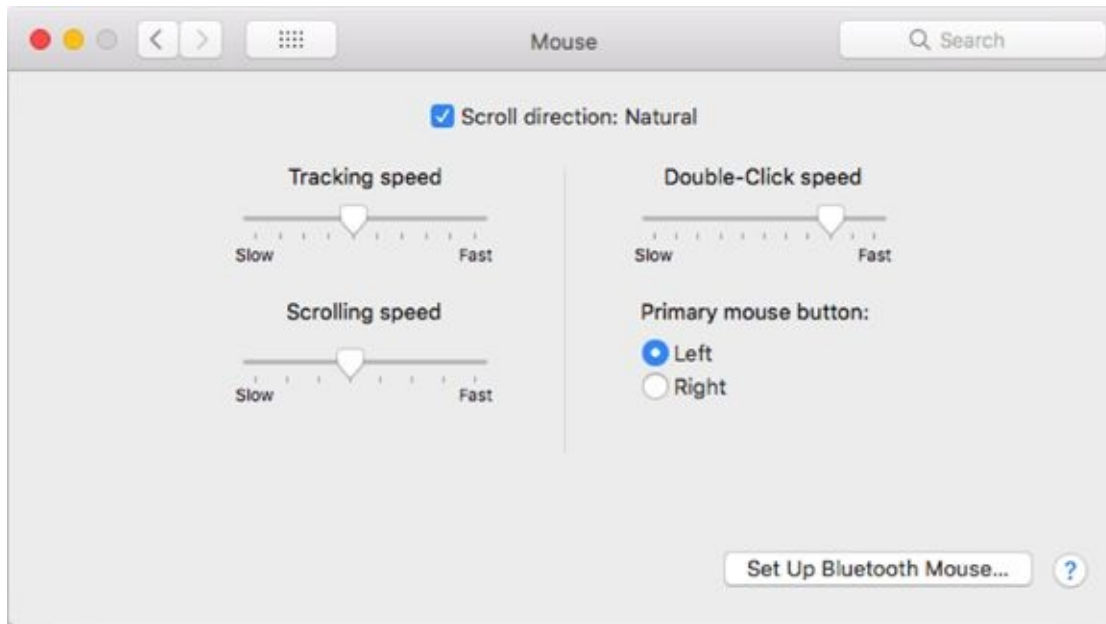 Mouse
Search
Scroll direction: Natural
Tracking speed
Slow
Fast
Scrolling speed
Slow
Fast
Double-Click speed
Slow
Fast
Primary mouse button:
Left
Right
Set Up Bluetooth Mouse...
?